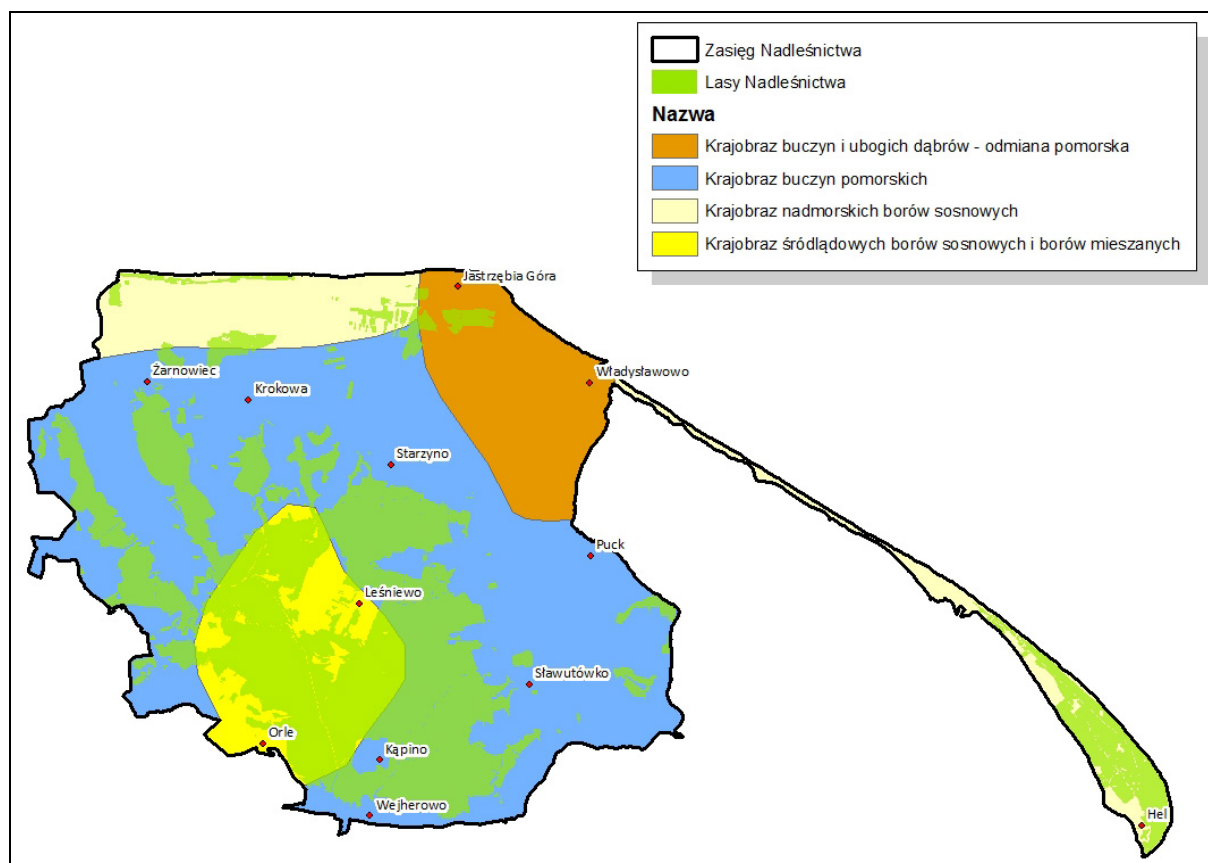 Zasięg Nadleśnictwa
Lasy Nadleśnictwa
Nazwa
Krajobraz buczyn i ubogich dąbrów - odmiana pomorska
Krajobraz buczyn pomorskich
Krajobraz nadmorskich borów sosnowych
Krajobraz śródlądowych borów sosnowych i borów mieszanych
Jastrzębia Góra
Żarnowiec
Władysławowo
Krokowa
Starzyno
Puck
Leśniewo
Sławutówko
Orle
Kąpino
Wejherowo
Hel